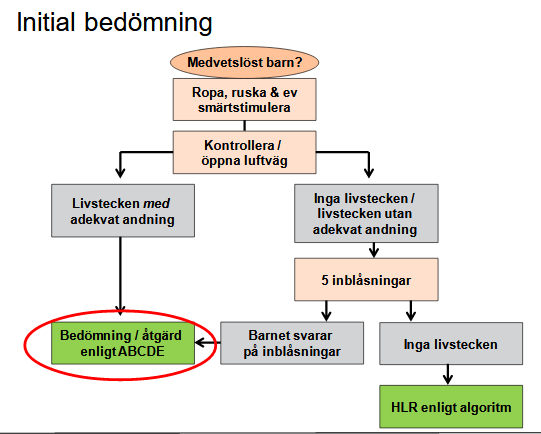 Initial bedömning
Medvetslöst barn?
Ropa, ruska & ev
smärtstimulera
Kontrollera /
öppna luftväg
Livstecken med
adekvat andning
Inga livstecken /
livstecken utan
adekvat andning
5 inblåsningar
Bedömning / åtgärd
enligt ABCDE
Barnet svarar
på inblåsningar
Inga livstecken
HLR enligt algoritm